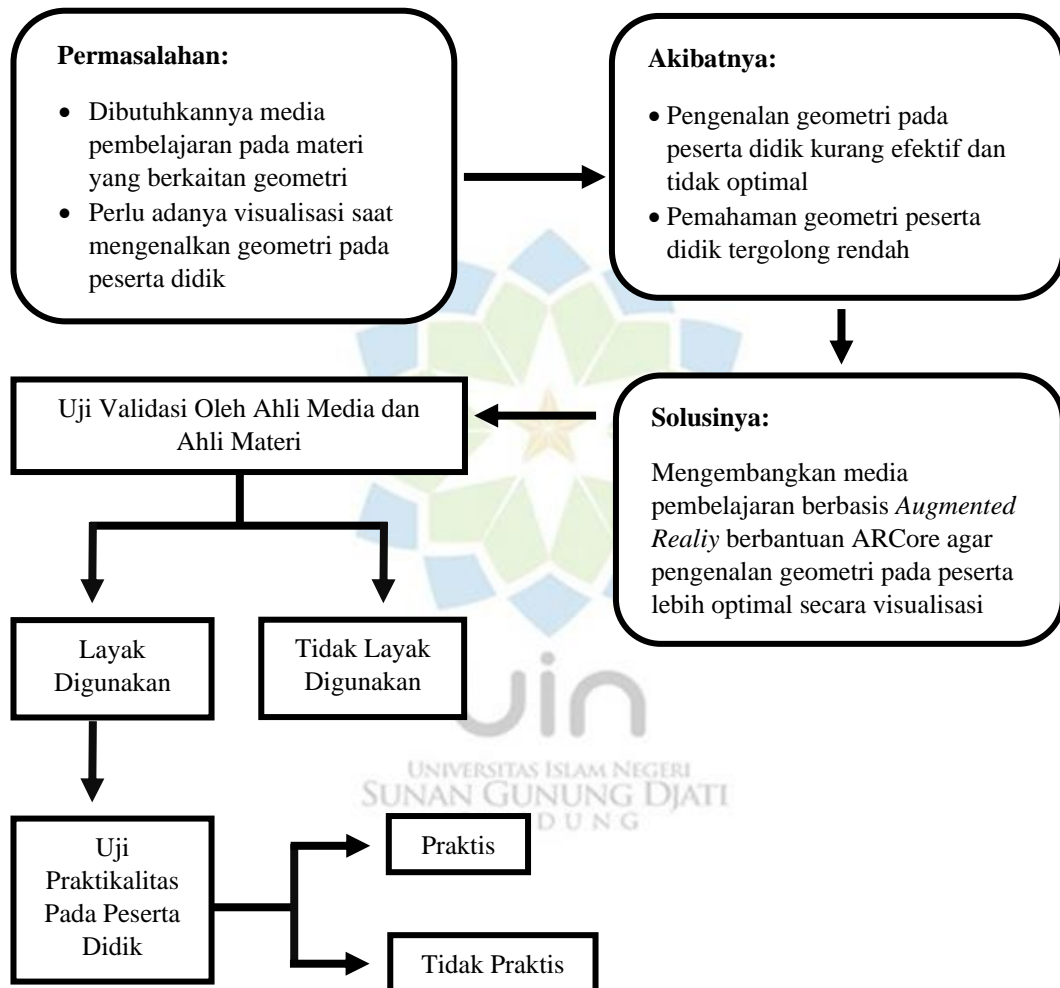 Permasalahan:
• Dibutuhkannya media
pembelajaran pada materi
yang berkaitan geometri
• Perlu adanya visualisasi saat
mengenalkan geometri pada
peserta didik
Akibatnya:
• Pengenalan geometri pada
peserta didik kurang efektif dan
tidak optimal
• Pemahaman geometri peserta
didik tergolong rendah
Solusinya:
Mengembangkan media
pembelajaran berbasis Augmented
Realiy berbantuan ARCore agar
pengenalan geometri pada peserta
lebih optimal secara visualisasi
Uji Validasi Oleh Ahli Media dan
Ahli Materi
Layak
Digunakan
Tidak Layak
Digunakan
uin
UNIVERSITAS ISLAM NEGERI
SUNAN GUNUNG DJATI
DUNG
Uji
Praktikalitas
Pada Peserta
Didik
Praktis
Tidak Praktis